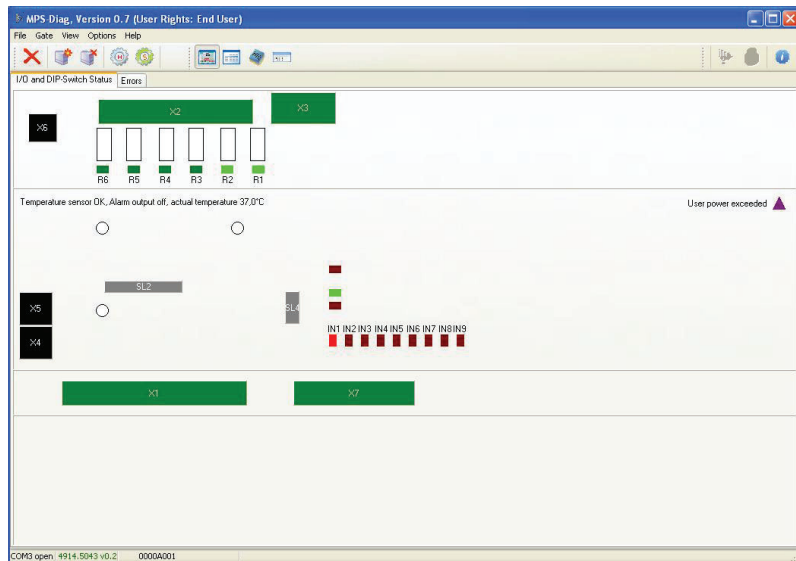 MPS-Diag, Version 0.7 (User Rights: End User)
File Gate View Options Help
H S
I/O and DIP-Switch Status Errors
X2 X3
X6
R6 R5 R4 R3 R2 R1
Temperature sensor OK, Alarm output off, actual temperature 37,0°C User power exceeded
SL2
X5 SL4
IN1 IN2 IN3 IN4 IN5 IN6 IN7 IN8 IN9
X4
X1 X7
COM3 open 4914.5043 v0.2 0000A001